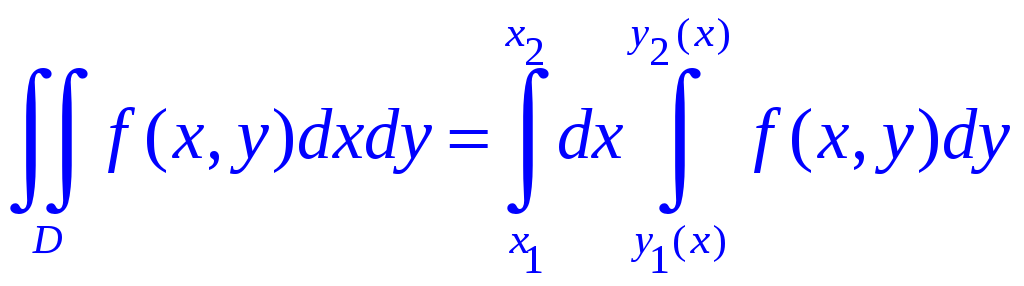 ∬_D f(x, y)dxdy = ∫_{x_1}^{x_2} dx ∫_{y_1(x)}^{y_2(x)} f(x, y)dy